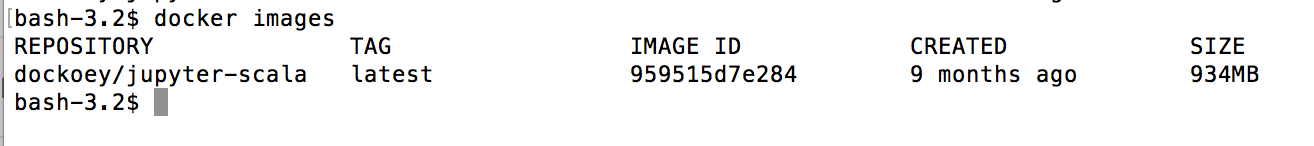 [bash-3.2$ docker images
REPOSITORY TAG IMAGE ID CREATED SIZE
dockoey/jupyter-scala latest 959515d7e284 9 months ago 934MB
bash-3.2$